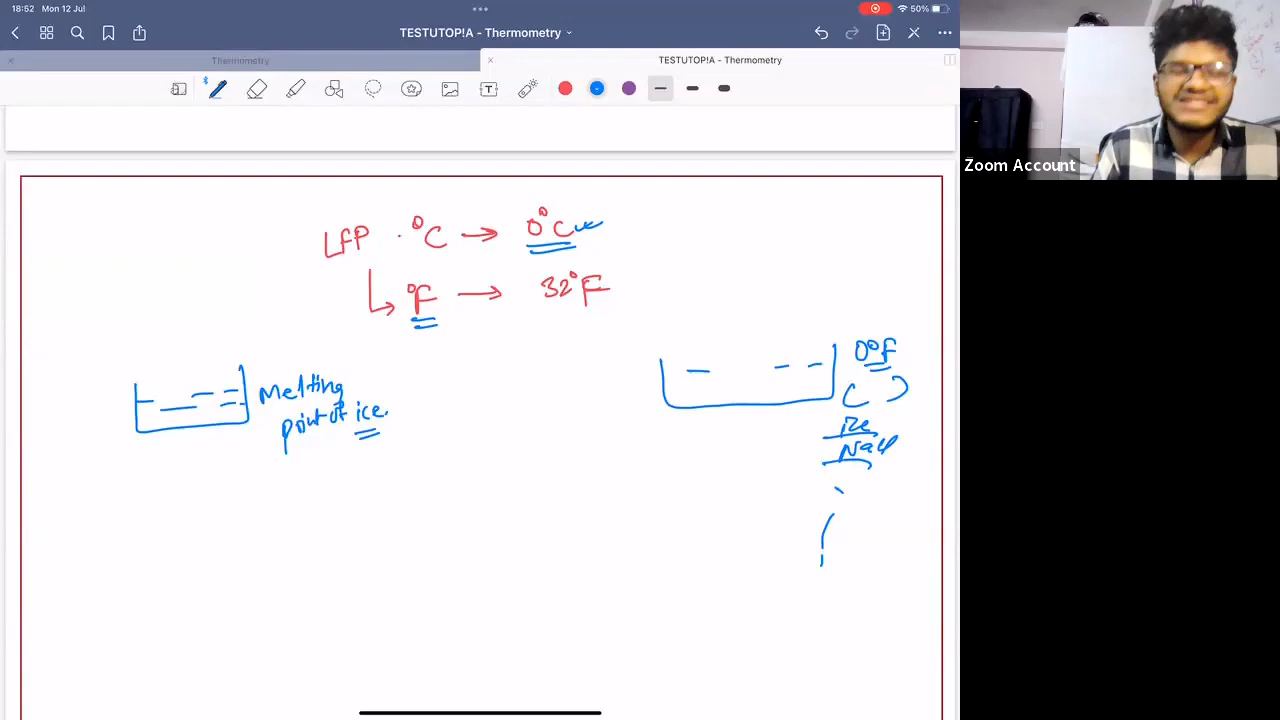 18:52 Mon 12 Jul
50%
TESTUTOP!A - Thermometry
Thermometry
TESTUTOP!A - Thermometry
T
Zoom Account
LFP . °C → 0°C
°F → 32°F
0°F
Melting
point of ice.
Ice
NaCl